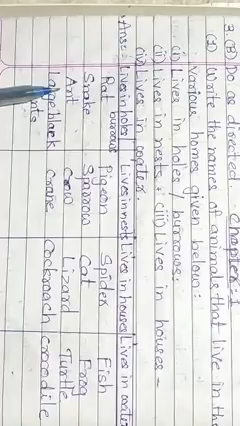 Chapter:-1
3. (B) Do as directed.
(1) Write the names of animals that live in the
various homes given below:
(i) Lives in holes / burrows.
(ii) Lives in nests. (iii) Lives in houses -
(iv) Lives in water.
Ans:- Lives in holes/ burrows Lives in nests Lives in houses Lives in water
Rat Pigeon Spider Fish
Snake Sparrow Cat Frog
Ant Crow Lizard Turtle
Large black Crane Cockroach Crocodile